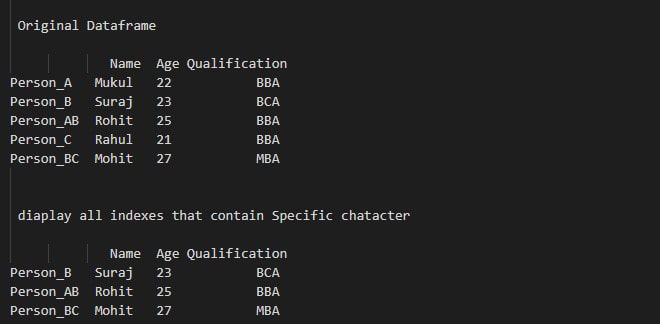 Original Dataframe
Name Age Qualification
Person_A Mukul 22 BBA
Person_B Suraj 23 BCA
Person_AB Rohit 25 BBA
Person_C Rahul 21 BBA
Person_BC Mohit 27 MBA
diaplay all indexes that contain Specific chatacter
Name Age Qualification
Person_B Suraj 23 BCA
Person_AB Rohit 25 BBA
Person_BC Mohit 27 MBA